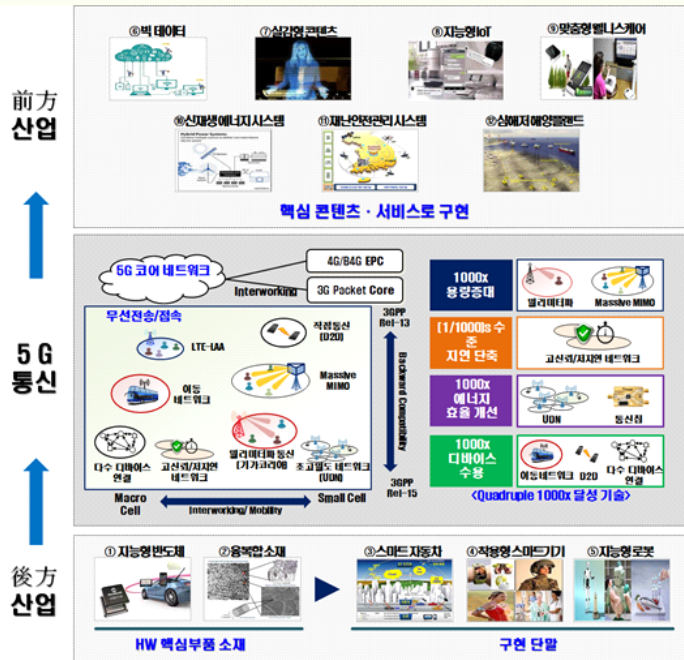 ⑥빅 데이터
⑦실감형 콘텐츠
⑧지능형 IoT
⑨맞춤형 웰니스케어
前方
산업
⑩신재생 에너지 시스템
⑪재난안전관리 시스템
⑫심해저 해양플랜트
Hybrid Power Systems
핵심 콘텐츠 · 서비스로 구현
5G 코어 네트워크
4G/B4G EPC
Interworking
3G Packet Core
무선전송/접속
3GPP
Rel-13
LTE-LAA
직접통신
(D2D)
이동
네트워크
Massive
MIMO
Backward Compatibility
다수 디바이스
연결
고신뢰/저지연
네트워크
밀리미터파 통신
(기가코리아)
초고밀도 네트워크
(UDN)
Macro
Cell
Interworking/ Mobility
Small Cell
3GPP
Rel-15
5 G
통신
1000x
용량증대
밀리미터파
Massive MIMO
[1/1000]s 수
준
지연 단축
고신뢰/저지연 네트워크
1000x
에너지
효율 개선
UDN
통신칩
1000x
디바이스
수용
이동네트워크
D2D
다수 디바이스
연결
<Quadruple 1000x 달성 기술>
後方
산업
① 지능형 반도체
②융복합 소재
③스마트 자동차
④착용형 스마트기기
⑤지능형 로봇
HW 핵심부품 소재
구현 단말